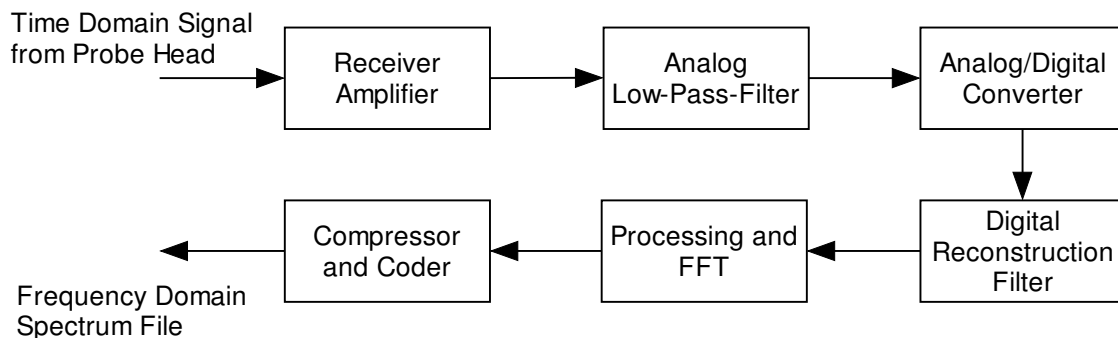 Time Domain Signal
from Probe Head
Receiver
Amplifier
Analog
Low-Pass-Filter
Analog/Digital
Converter
Digital
Reconstruction
Filter
Processing and
FFT
Compressor
and Coder
Frequency Domain
Spectrum File